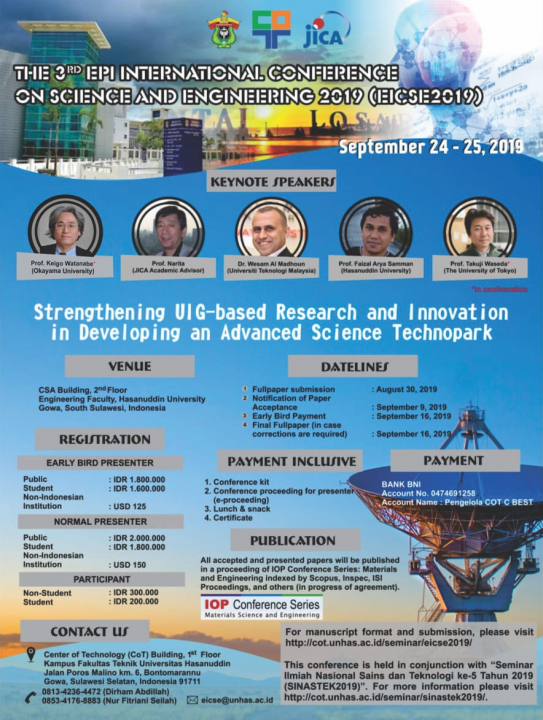 JICA
THE 3RD EPI INTERNATIONAL CONFERENCE
ON SCIENCE AND ENGINEERING 2019 (EICSE2019)
September 24 - 25, 2019
KEYNOTE SPEAKERS
Prof. Keigo Watanabe*
(Okayama University)
Prof. Narita
(JICA Academic Advisor)
Dr. Wesam Al Madhoun
(Universiti Teknologi Malaysia)
Prof. Faizal Arya Samman
(Hasanuddin University)
Prof. Takuji Waseda*
(The University of Tokyo)
*in confirmation
Strengthening UIG-based Research and Innovation
in Developing an Advanced Science Technopark
VENUE
CSA Building, 2nd Floor
Engineering Faculty, Hasanuddin University
Gowa, South Sulawesi, Indonesia
DATELINES
1 Fullpaper submission : August 30, 2019
2 Notification of Paper
Acceptance : September 9, 2019
3 Early Bird Payment : September 16, 2019
4 Final Fullpaper (in case
corrections are required) : September 16, 2019
REGISTRATION
EARLY BIRD PRESENTER
Public : IDR 1.800.000
Student : IDR 1.600.000
Non-Indonesian
Institution : USD 125
NORMAL PRESENTER
Public : IDR 2.000.000
Student : IDR 1.800.000
Non-Indonesian
Institution : USD 150
PARTICIPANT
Non-Student : IDR 300.000
Student : IDR 200.000
PAYMENT INCLUSIVE
1. Conference kit
2. Conference proceeding for presenter
(e-proceeding)
3. Lunch & snack
4. Certificate
PAYMENT
BANK BNI
Account No. 0474691258
Account Name : Pengelola COT C BEST
PUBLICATION
All accepted and presented papers will be published
in a proceeding of IOP Conference Series: Materials
and Engineering indexed by Scopus, Inspec, ISI
Proceedings, and others (in progress of agreement).
IOP Conference Series
Materials Science and Engineering
CONTACT US
Center of Technology (CoT) Building, 1st Floor
Kampus Fakultas Teknik Universitas Hasanuddin
Jalan Poros Malino km. 6, Bontomarannu
Gowa, Sulawesi Selatan, Indonesia 91711
0813-4236-4472 (Dirham Abdillah)
0853-4176-8883 (Nur Fitriani Seilah)
eicse@unhas.ac.id
For manuscript format and submission, please visit
http://cot.unhas.ac.id/seminar/eicse2019/
This conference is held in conjunction with "Seminar
Ilmiah Nasional Sains dan Teknologi ke-5 Tahun 2019
(SINASTEK2019)". For more information please visit
http://cot.unhas.ac.id/seminar/sinastek2019/.